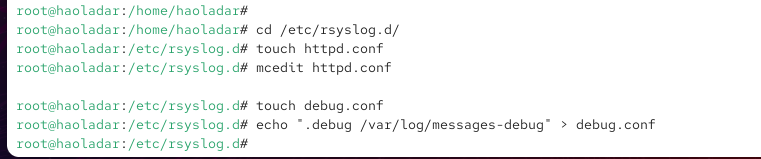 root@haoladar:/home/haoladar#
root@haoladar:/home/haoladar# cd /etc/rsyslog.d/
root@haoladar:/etc/rsyslog.d# touch httpd.conf
root@haoladar:/etc/rsyslog.d# mcedit httpd.conf
root@haoladar:/etc/rsyslog.d# touch debug.conf
root@haoladar:/etc/rsyslog.d# echo ".debug /var/log/messages-debug" > debug.conf
root@haoladar:/etc/rsyslog.d#